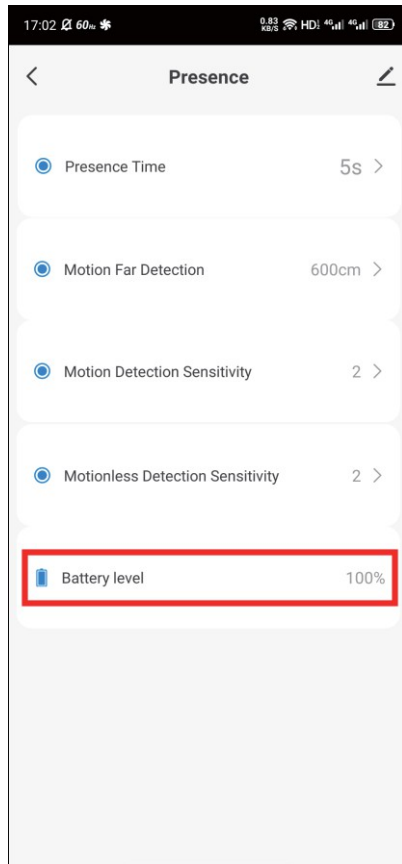 17:02 60Hz 0.83 KB/S HD 4G 4G 82
Presence
Presence Time 5s
Motion Far Detection 600cm
Motion Detection Sensitivity 2
Motionless Detection Sensitivity 2
Battery level 100%